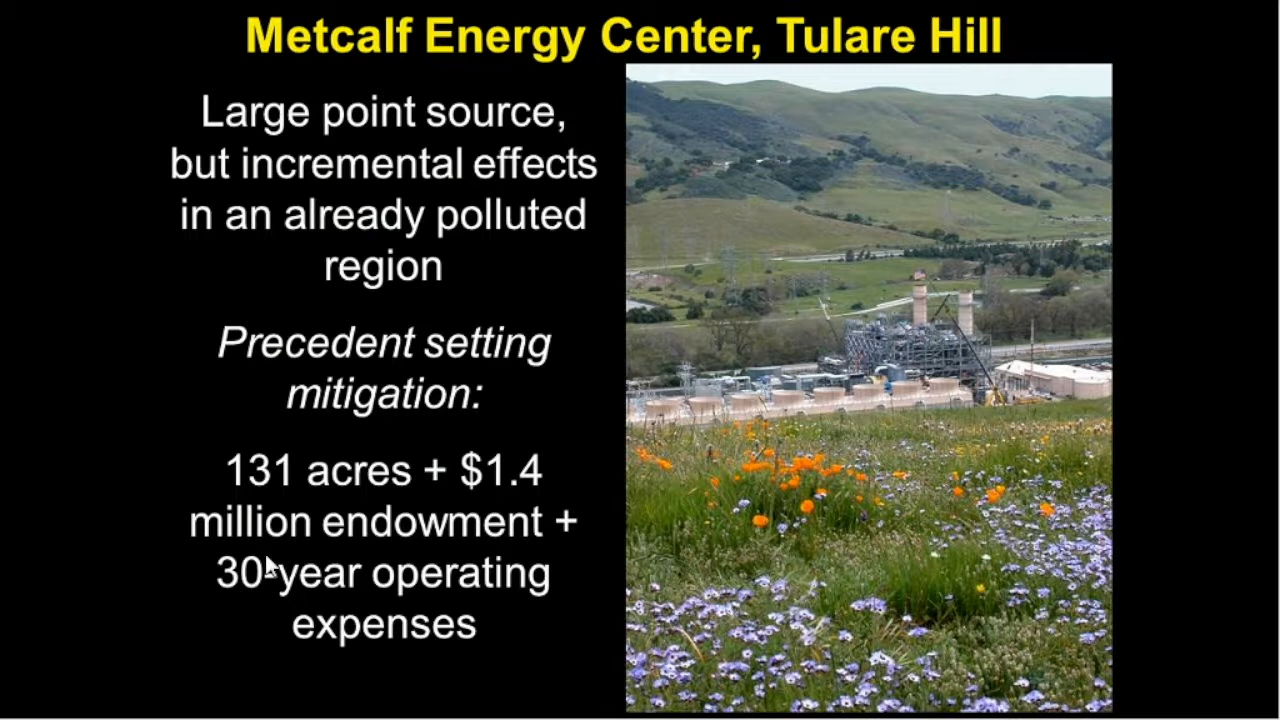 Metcalf Energy Center, Tulare Hill
Large point source,
but incremental effects
in an already polluted
region
Precedent setting
mitigation:
131 acres + $1.4
million endowment +
30-year operating
expenses